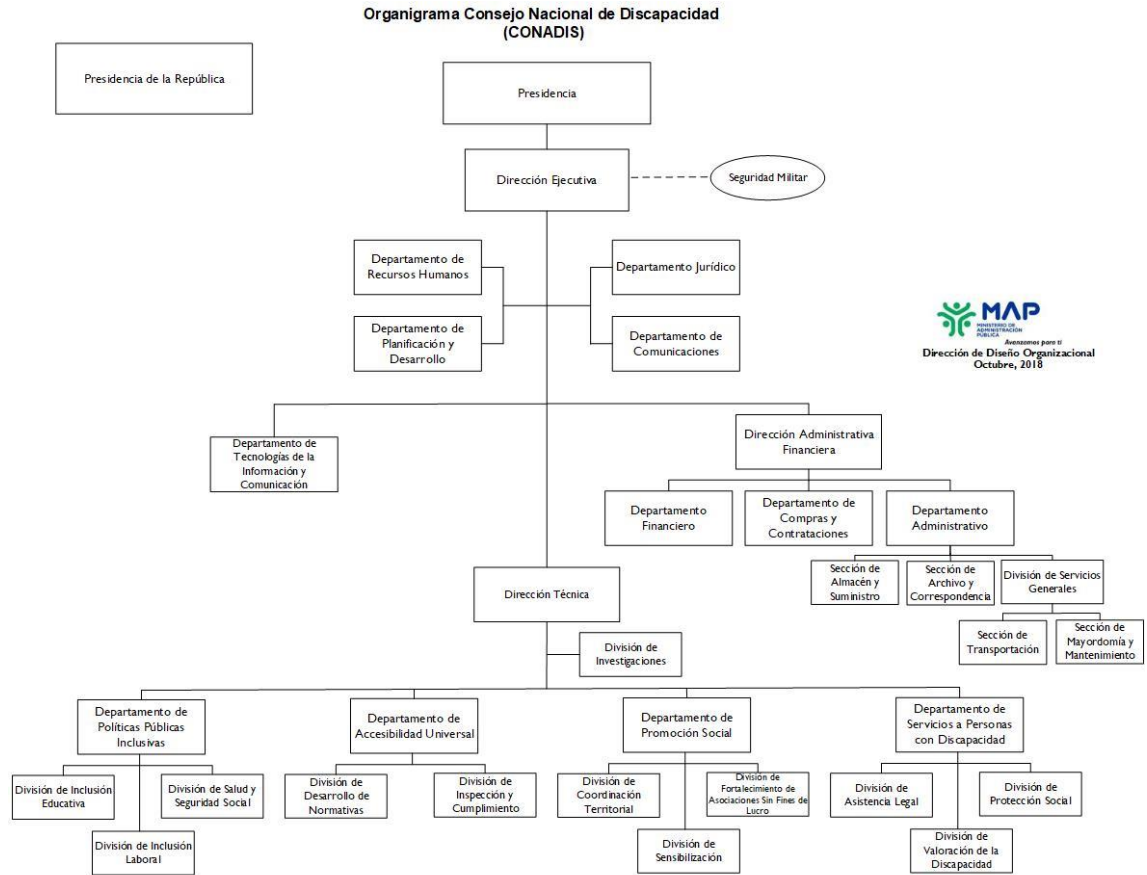 Organigrama Consejo Nacional de Discapacidad
(CONADIS)
Presidencia de la República
Presidencia
Dirección Ejecutiva
Seguridad Militar
Departamento de
Recursos Humanos
Departamento Jurídico
Departamento de
Planificación y
Desarrollo
Departamento de
Comunicaciones
MAP
MINISTERIO DE
ADMINISTRACIÓN
PÚBLICA
Avanzamos para ti
Dirección de Diseño Organizacional
Octubre, 2018
Departamento de
Tecnologías de la
Información y
Comunicación
Dirección Administrativa
Financiera
Departamento
Financiero
Departamento de
Compras y
Contrataciones
Departamento
Administrativo
Sección de
Almacén y
Suministro
Sección de
Archivo y
Correspondencia
División de Servicios
Generales
Sección de
Transportación
Sección de
Mayordomía y
Mantenimiento
Dirección Técnica
División de
Investigaciones
Departamento de
Políticas Públicas
Inclusivas
Departamento de
Accesibilidad Universal
Departamento de
Promoción Social
Departamento de
Servicios a Personas
con Discapacidad
División de Inclusión
Educativa
División de Salud y
Seguridad Social
División de Inclusión
Laboral
División de
Desarrollo de
Normativas
División de
Inspección y
Cumplimiento
División de
Coordinación
Territorial
División de
Fortalecimiento de
Asociaciones Sin Fines de
Lucro
División de
Sensibilización
División de
Asistencia Legal
División de
Protección Social
División de
Valoración de la
Discapacidad